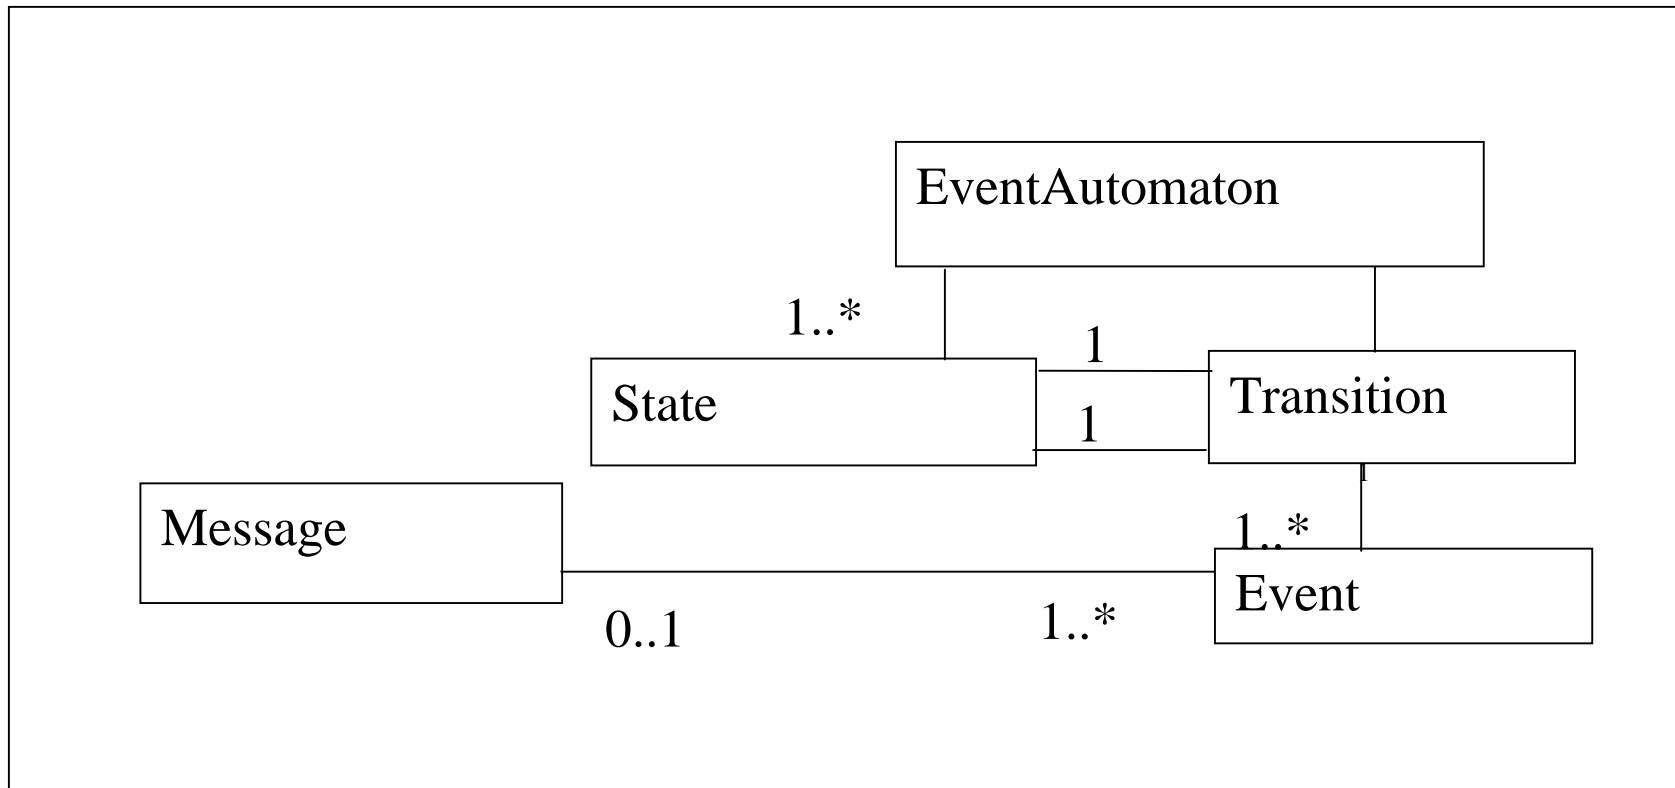 EventAutomaton
1..*
1
State
Transition
1
Message
1..*
Event
0..1
1..*